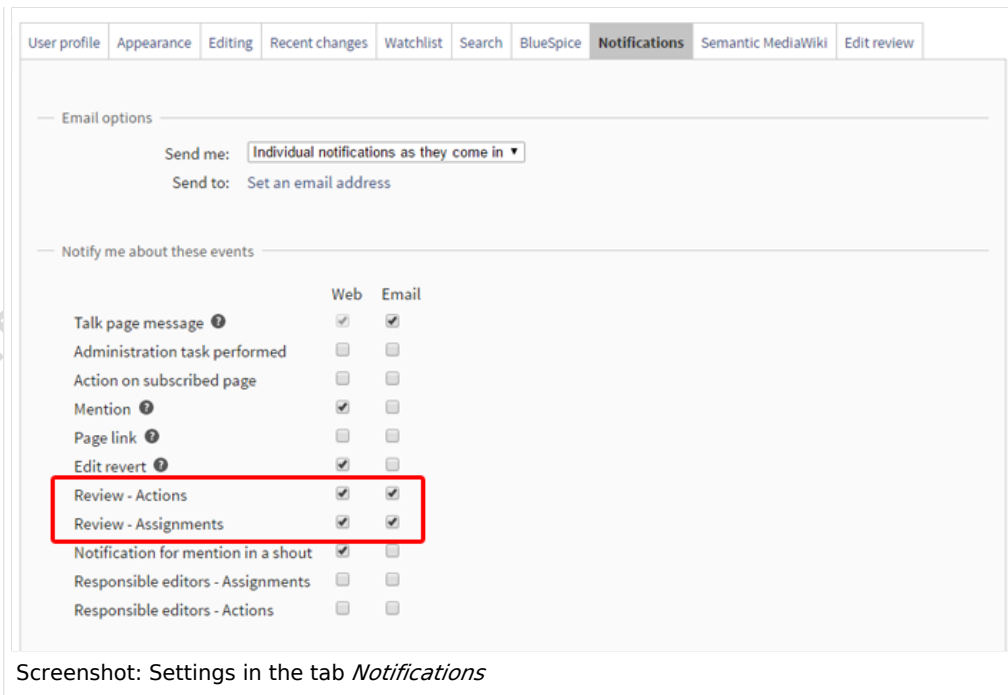 User profile Appearance Editing Recent changes Watchlist Search BlueSpice Notifications Semantic MediaWiki Edit review
Email options
Send me: Individual notifications as they come in
Send to: Set an email address
Notify me about these events
Web Email
Talk page message ?
Administration task performed
Action on subscribed page
Mention ?
Page link ?
Edit revert ?
Review - Actions
Review - Assignments
Notification for mention in a shout
Responsible editors - Assignments
Responsible editors - Actions
Screenshot: Settings in the tab Notifications